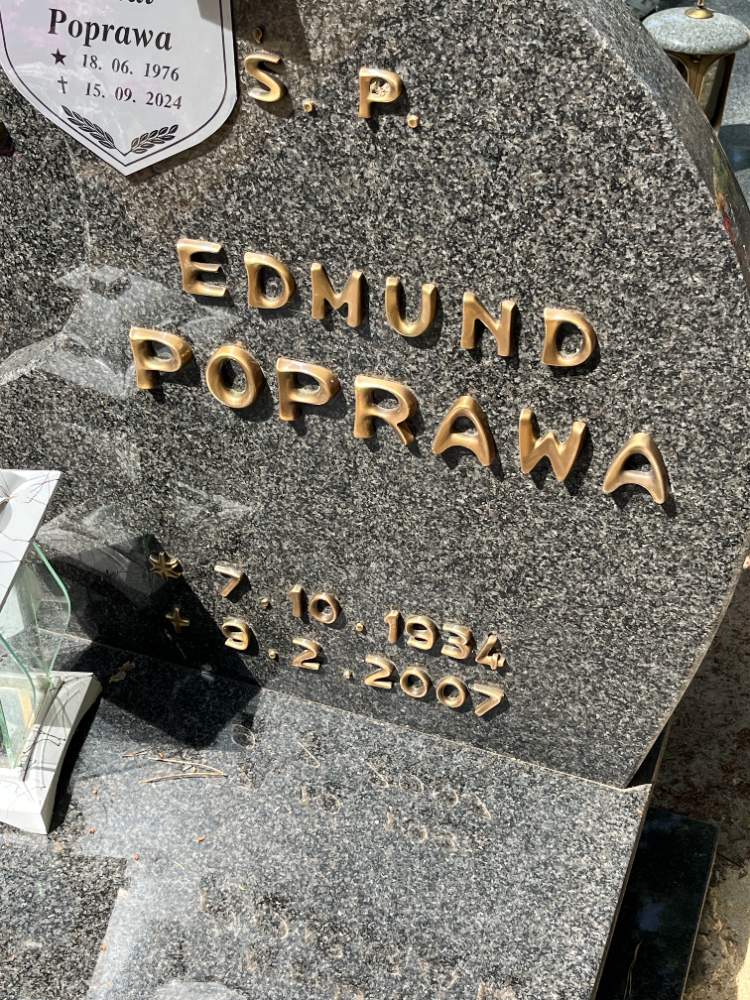 Poprawa
★ 18. 06. 1976
† 15. 09. 2024
Ś. P.
EDMUND
POPRAWA
* 7. 10. 1934
+ 9. 2. 2007